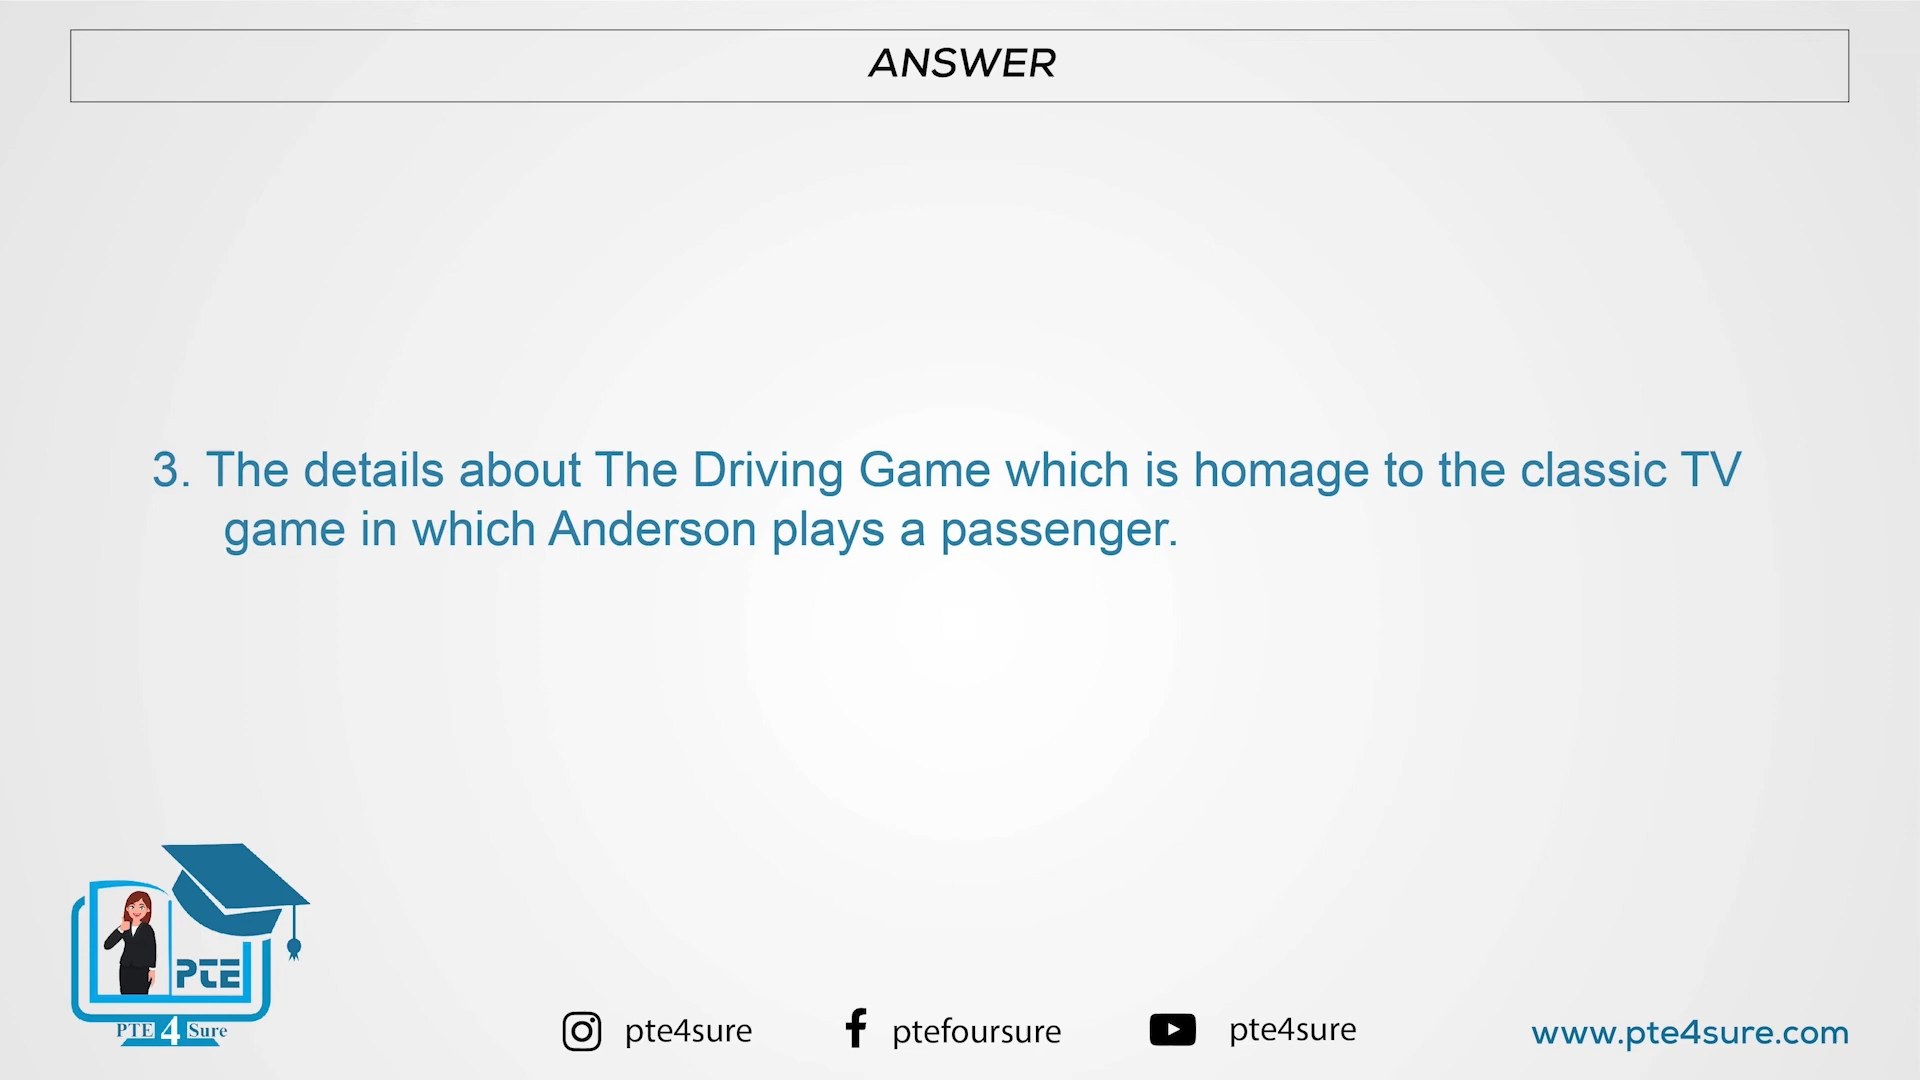 ANSWER
3. The details about The Driving Game which is homage to the classic TV
game in which Anderson plays a passenger.
PTE
PTE 4 Sure
pte4sure
ptefoursure
pte4sure
www.pte4sure.com